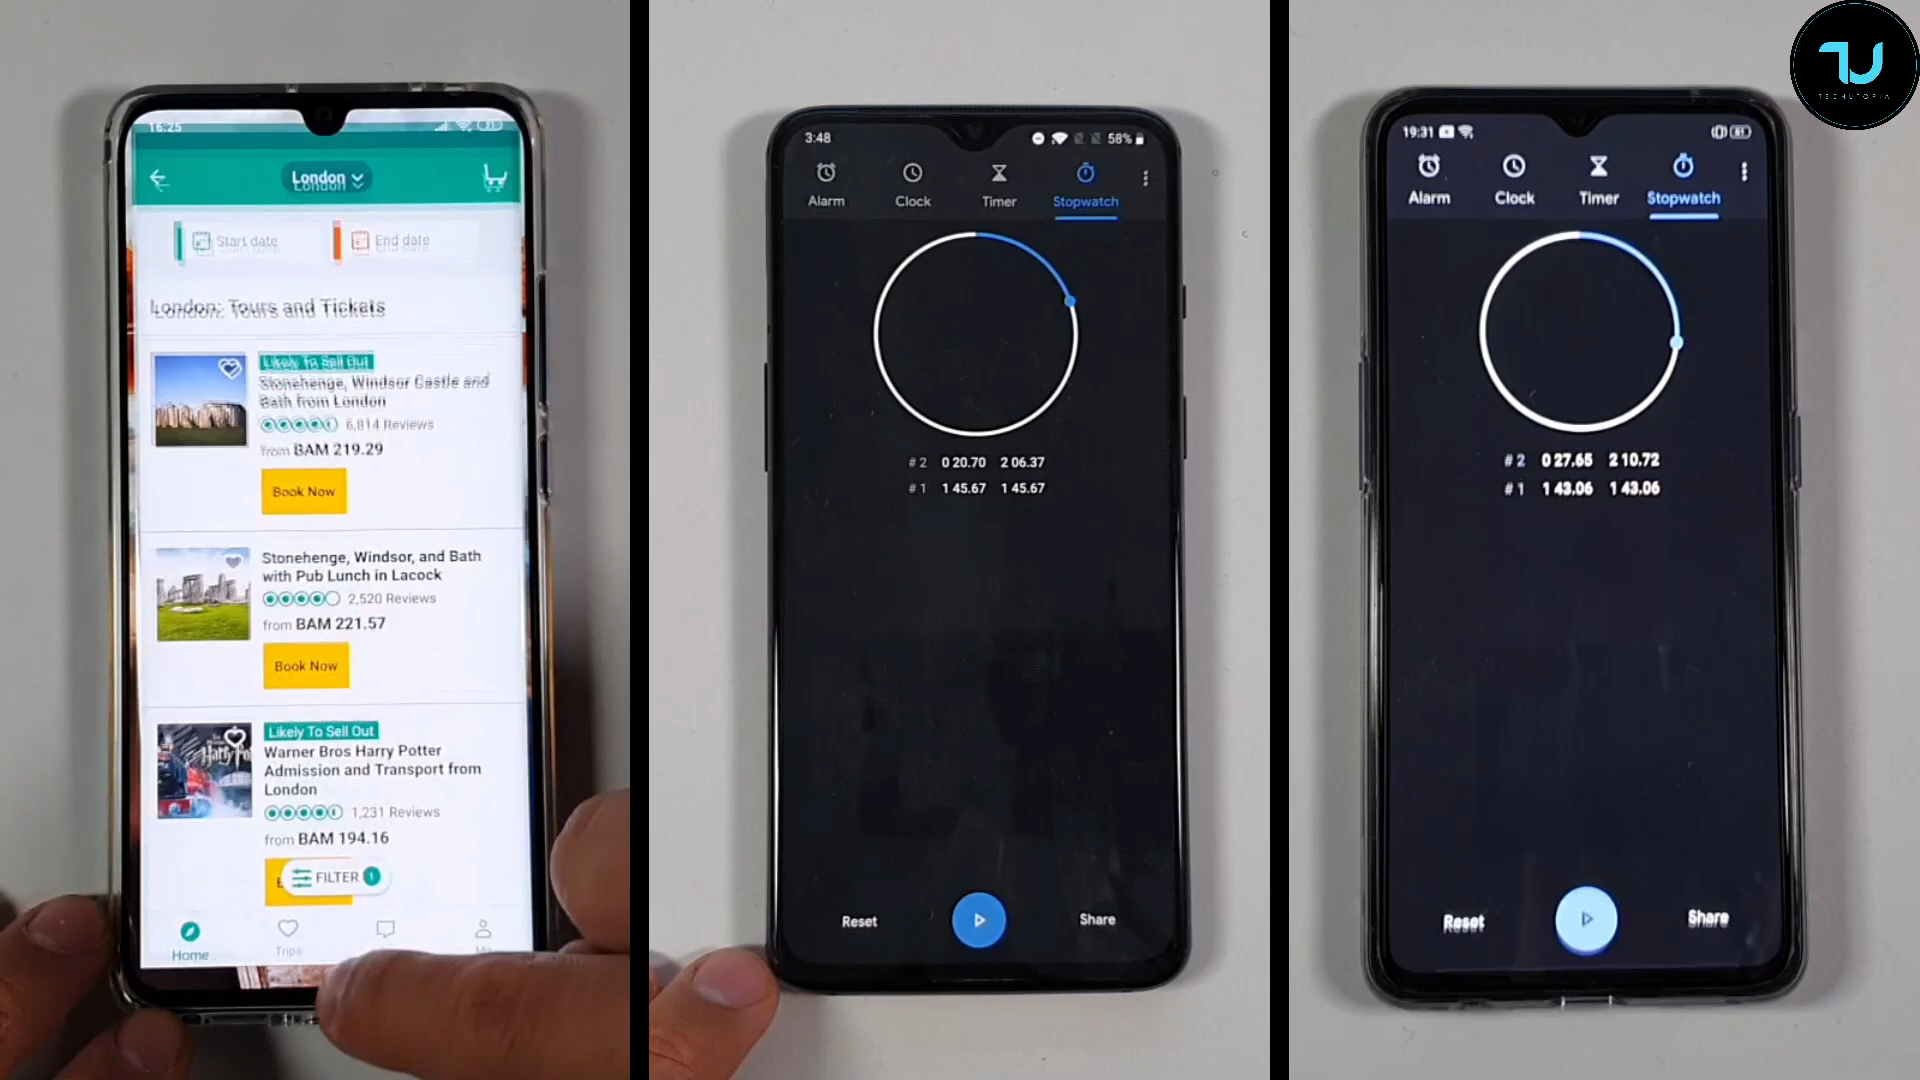 16:25
London
Start date
End date
London: Tours and Tickets
Likely To Sell Out
Stonehenge, Windsor Castle and
Bath from London
6,814 Reviews
from BAM 219.29
Book Now
Stonehenge, Windsor, and Bath
with Pub Lunch in Lacock
2,520 Reviews
from BAM 221.57
Book Now
Harry
Likely To Sell Out
Warner Bros Harry Potter
Admission and Transport from
London
1,231 Reviews
from BAM 194.16
FILTER 1
Home
Trips
3:48
58%
Alarm
Clock
Timer
Stopwatch
# 2 0 20.70 2 06.37
# 1 1 45.67 1 45.67
Reset
Share
19:31
81
Alarm
Clock
Timer
Stopwatch
# 2 0 27.65 2 10.72
# 1 1 43.06 1 43.06
Reset
Share
TU
TECHUTOPIA